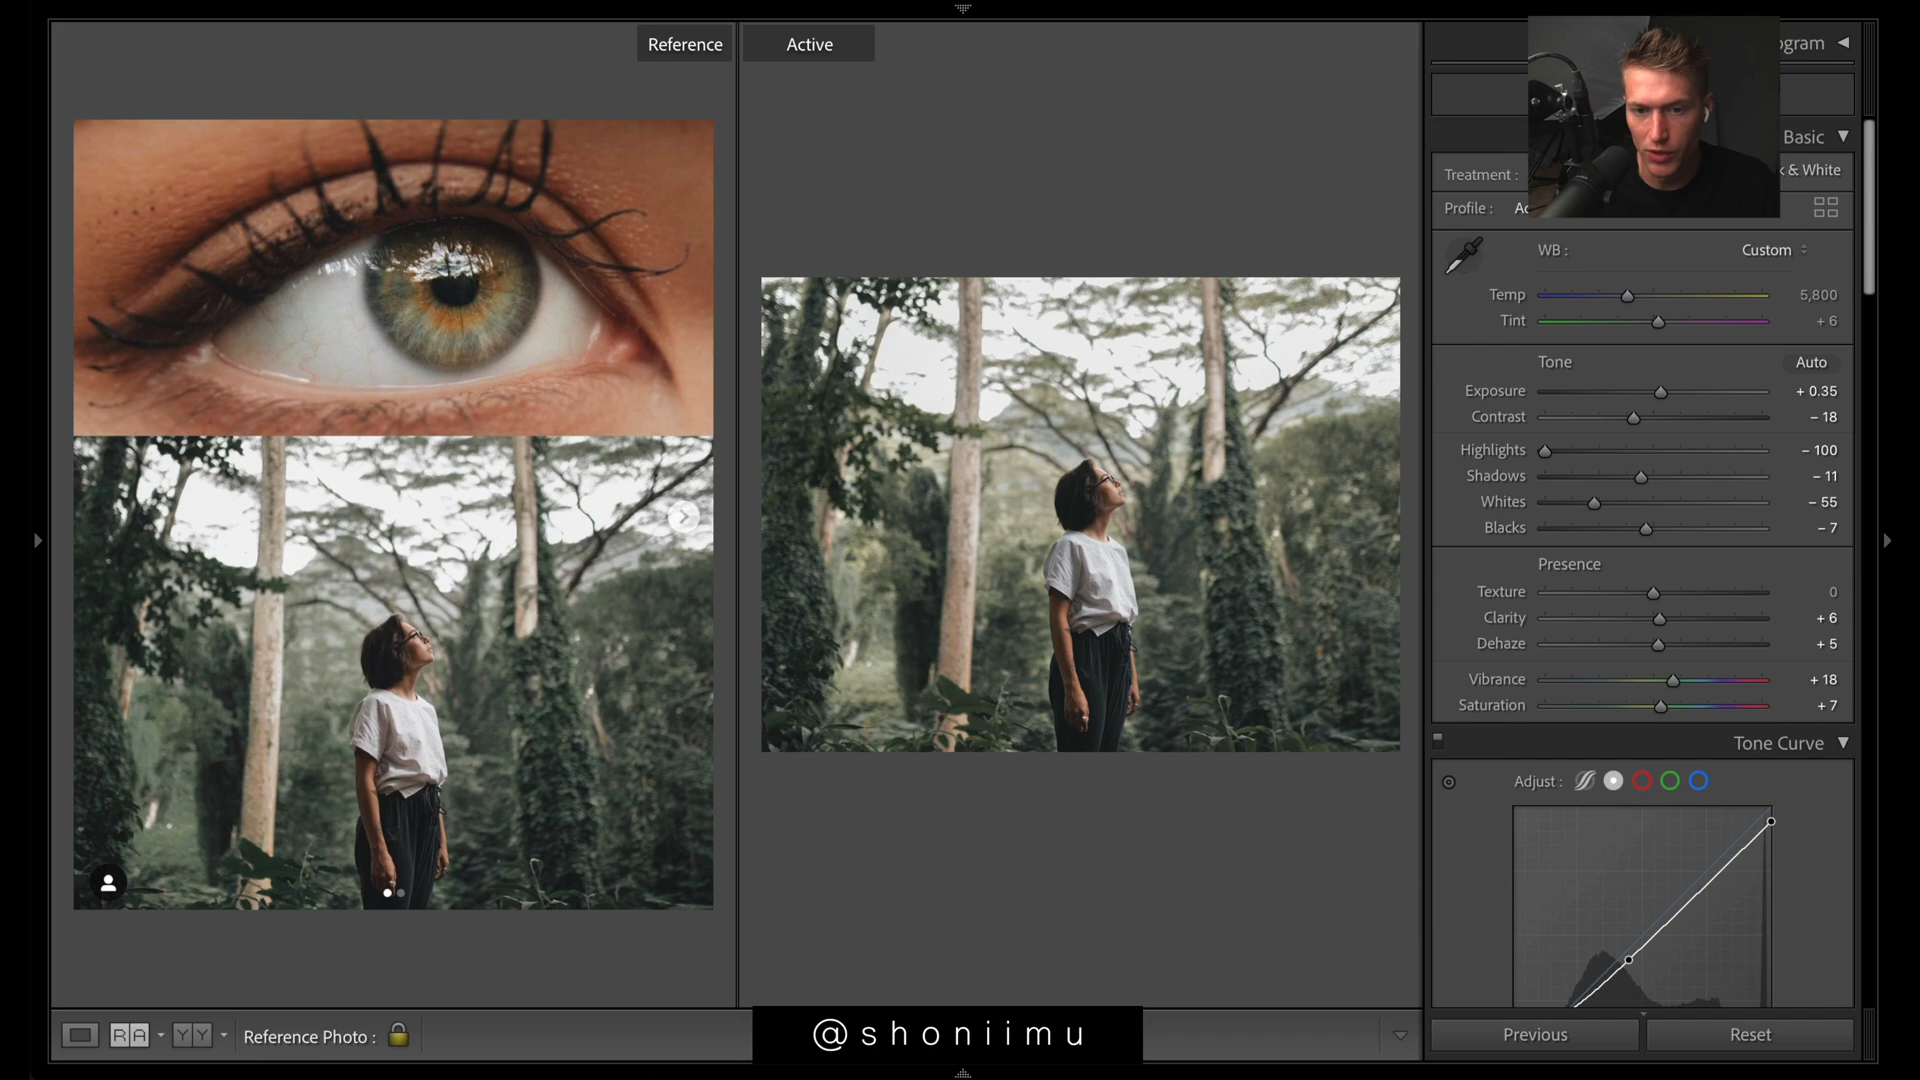 Reference
Active
ogram
Basic
Treatment :
k & White
Profile :
WB :
Custom
Temp
5,800
Tint
+ 6
Tone
Auto
Exposure
+ 0.35
Contrast
– 18
Highlights
– 100
Shadows
– 11
Whites
– 55
Blacks
– 7
Presence
Texture
0
Clarity
+ 6
Dehaze
+ 5
Vibrance
+ 18
Saturation
+ 7
Tone Curve
Adjust :
R A
Y Y
Reference Photo :
@shoniimu
Previous
Reset